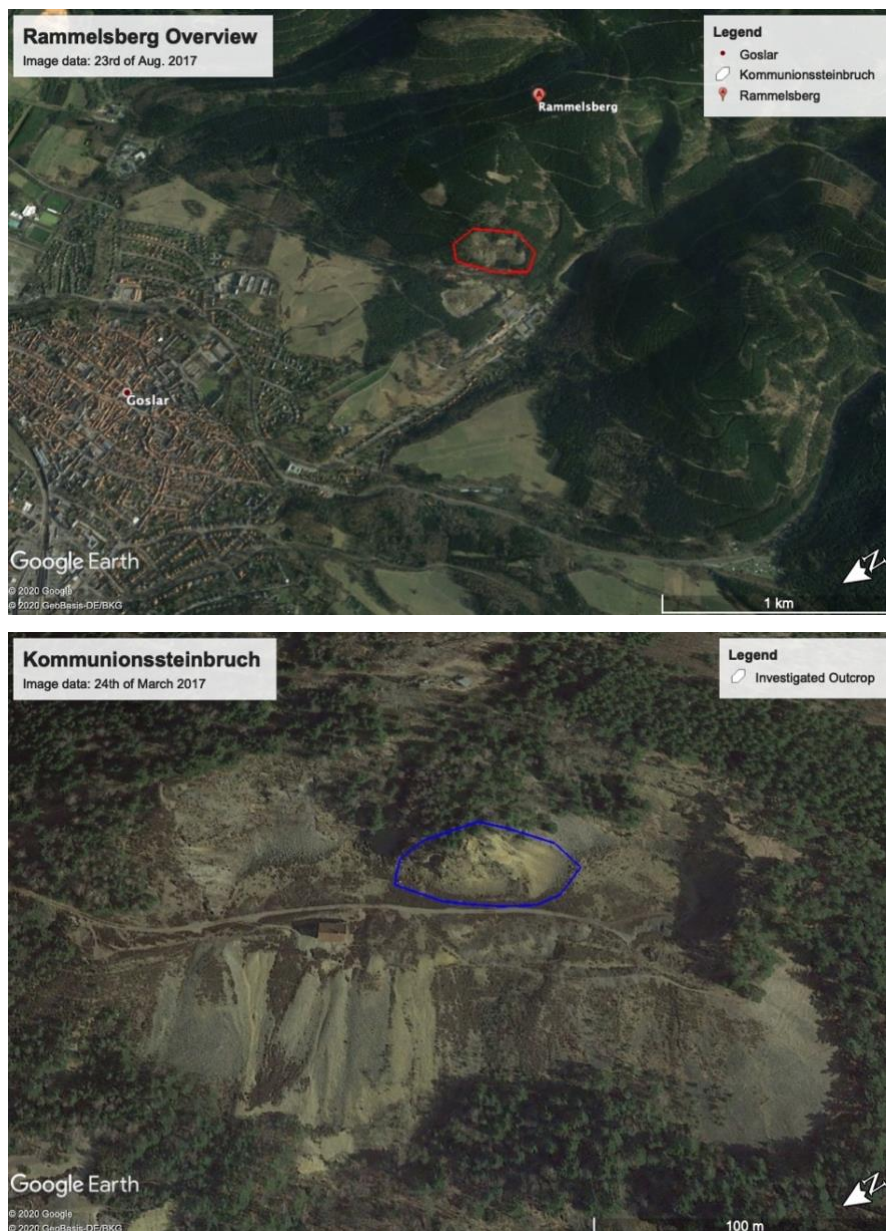 Rammelsberg Overview
Image data: 23rd of Aug. 2017
Legend
Goslar
Kommunionssteinbruch
A Rammelsberg
A
Rammelsberg
Goslar
Google Earth
© 2020 Google
© 2020 GeoBasis-DE/BKG
N
1 km
Kommunionssteinbruch
Image data: 24th of March 2017
Legend
Investigated Outcrop
Google Earth
© 2020 Google
© 2020 GeoBasis-DE/BKG
N
100 m